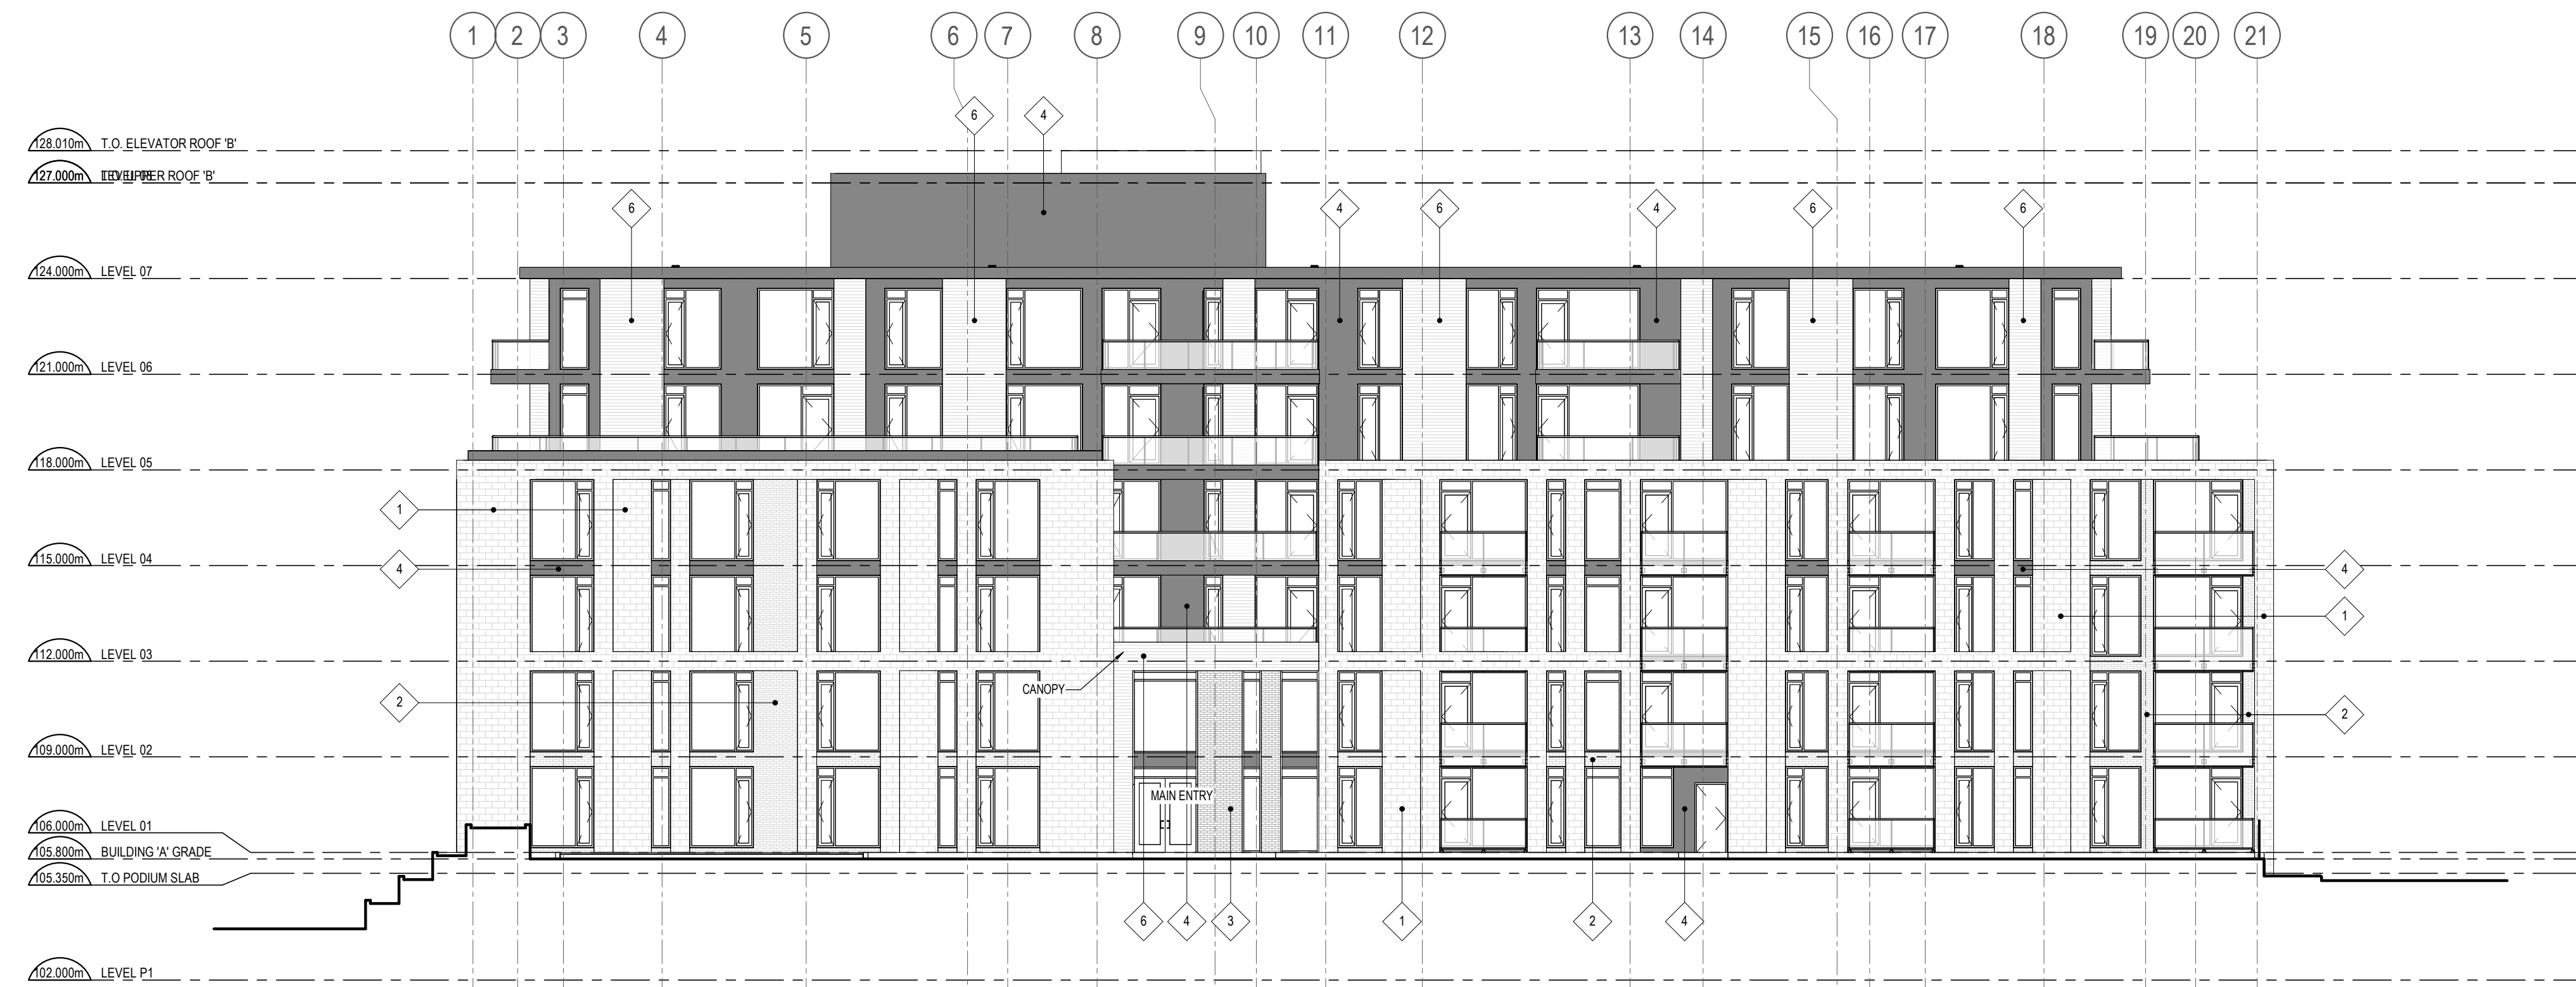 1 2 3 4 5 6 7 8 9 10 11 12 13 14 15 16 17 18 19 20 21
6 4
128.010m T.O. ELEVATOR ROOF 'B'
127.000m ROOF 'B'
6 4 6 4 6 6
124.000m LEVEL 07
121.000m LEVEL 06
118.000m LEVEL 05
1
115.000m LEVEL 04
4 4
1
112.000m LEVEL 03
CANOPY
2 2
109.000m LEVEL 02
MAIN ENTRY
106.000m LEVEL 01
105.800m BUILDING 'A' GRADE
105.350m T.O PODIUM SLAB
6 4 3 1 2 4
102.000m LEVEL P1